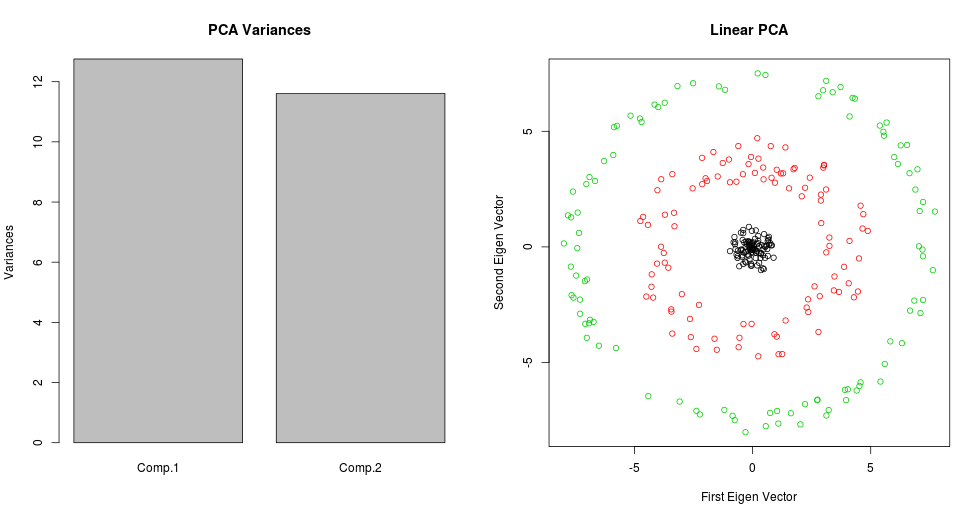 PCA Variances
Variances
0
2
4
6
8
10
12
Comp.1
Comp.2
Linear PCA
Second Eigen Vector
-5
0
5
-5
0
5
First Eigen Vector